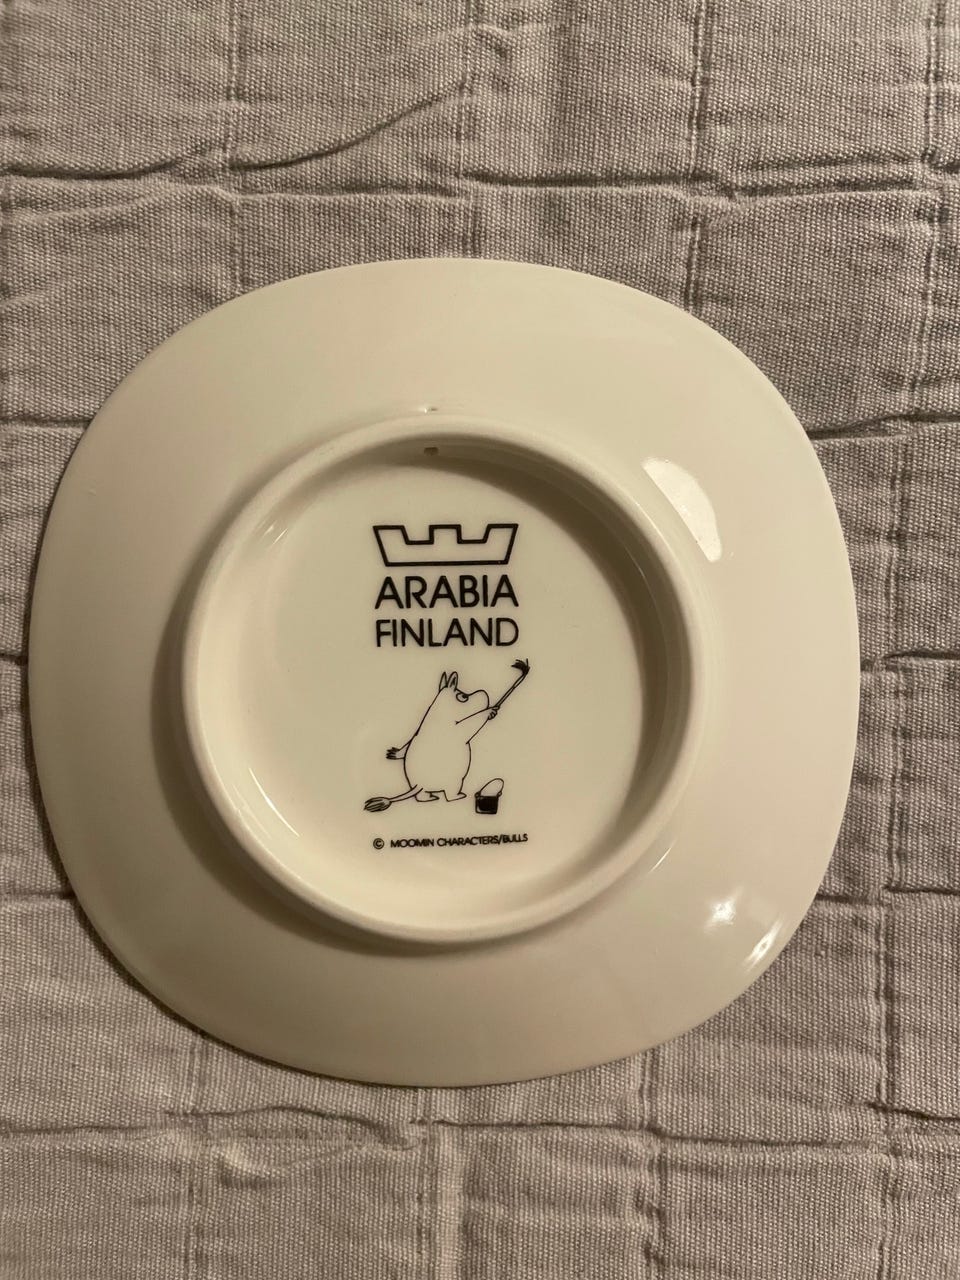 ARABIA
FINLAND
© MOOMIN CHARACTERS/BULLS